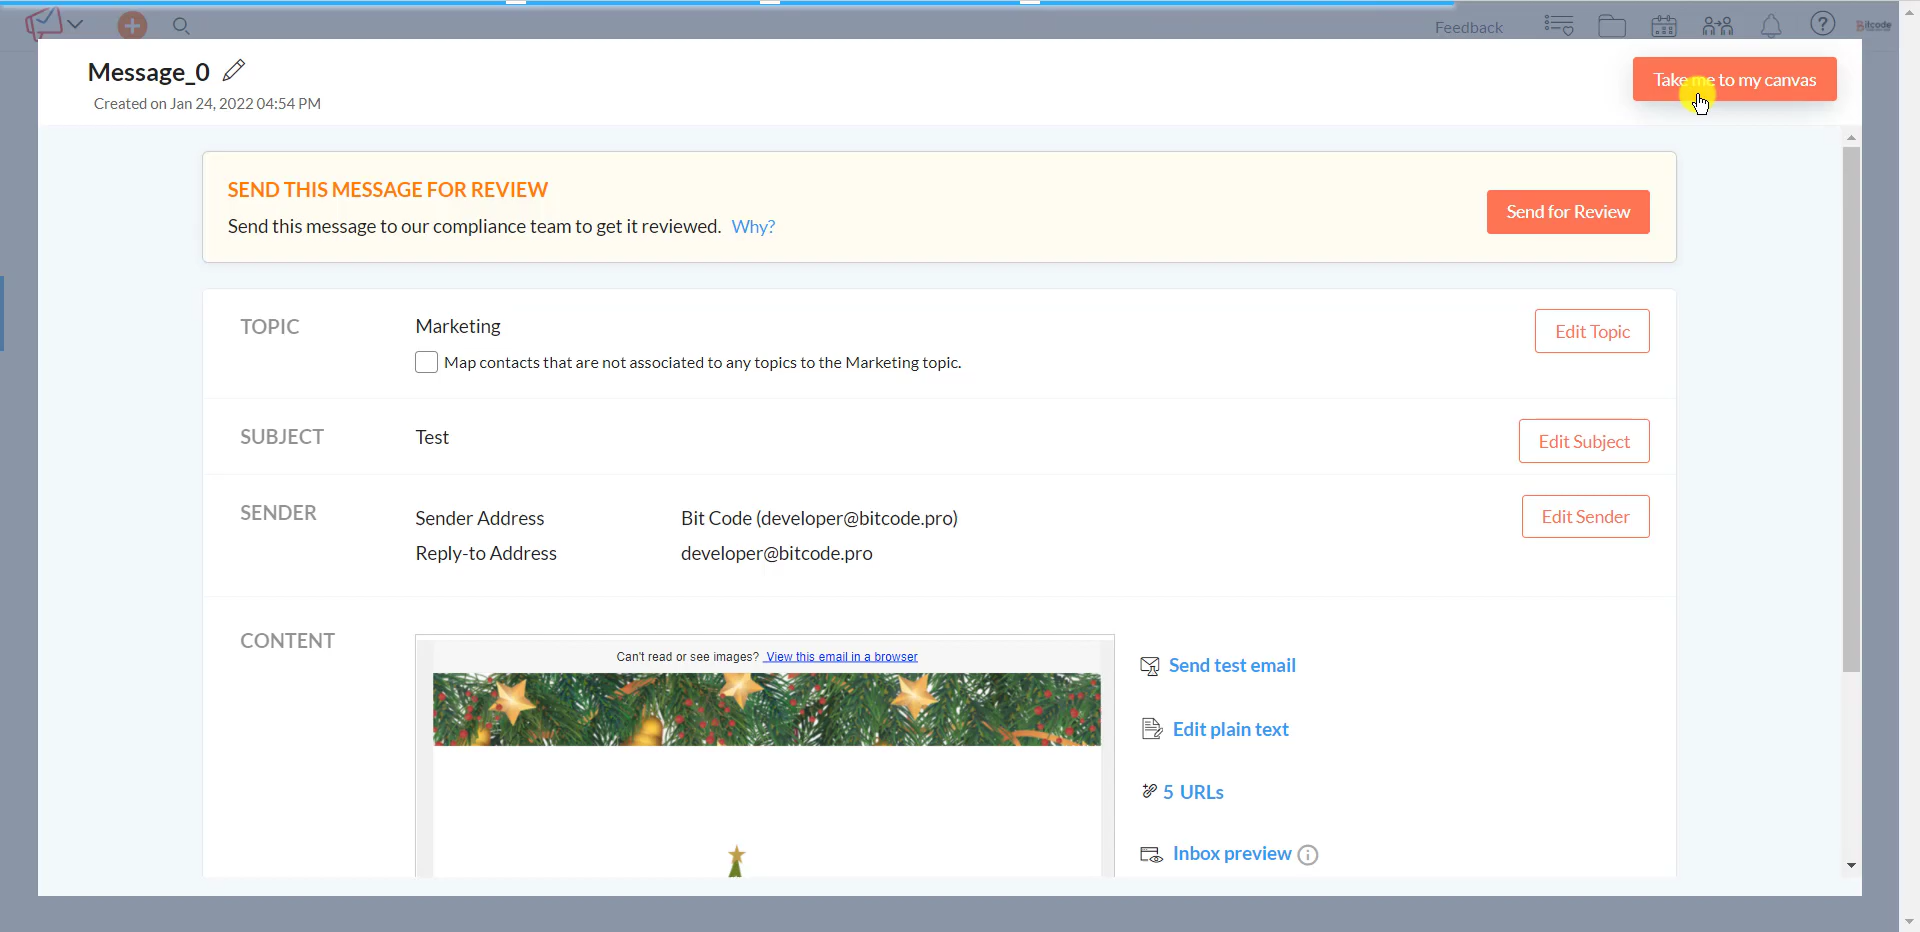 Feedback
Bitcode
Message_0
Created on Jan 24, 2022 04:54 PM
Take me to my canvas
SEND THIS MESSAGE FOR REVIEW
Send this message to our compliance team to get it reviewed. Why?
Send for Review
TOPIC
Marketing
Edit Topic
Map contacts that are not associated to any topics to the Marketing topic.
SUBJECT
Test
Edit Subject
SENDER
Sender Address
Bit Code (developer@bitcode.pro)
Edit Sender
Reply-to Address
developer@bitcode.pro
CONTENT
Can't read or see images? View this email in a browser
Send test email
Edit plain text
5 URLs
Inbox preview